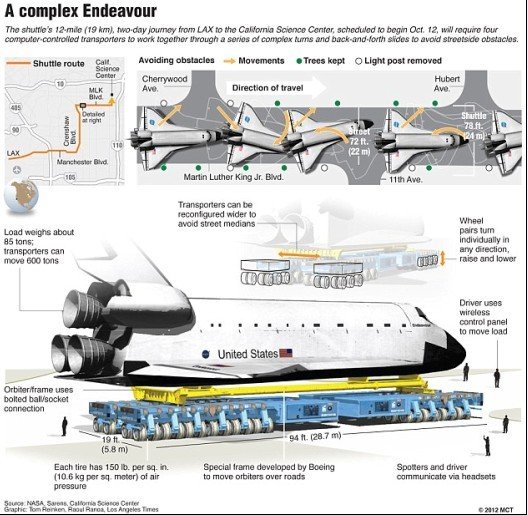 A complex Endeavour
The shuttle's 12-mile (19 km), two-day journey from LAX to the California Science Center, scheduled to begin Oct. 12, will require four
computer-controlled transporters to work together through a series of complex turns and back-and-forth slides to avoid streetside obstacles.
Shuttle route
Calif.
Science
Center
MLK
Blvd.
10
405
90
Detailed
at right
Crenshaw
Blvd.
110
LAX
Manchester Blvd.
105
Avoiding obstacles
Movements
Trees kept
Light post removed
Cherrywood
Ave.
Direction of travel
Hubert
Ave.
Street
72 ft.
(22 m)
Shuttle
78 ft.
(24 m)
Martin Luther King Jr. Blvd.
11th Ave.
Transporters can be
reconfigured wider to
avoid street medians
Load weighs about
85 tons;
transporters can
move 600 tons
Wheel
pairs turn
individually in
any direction,
raise and lower
Driver uses
wireless
control panel
to move load
Endeavour
United States
Orbiter/frame uses
bolted ball/socket
connection
19 ft.
(5.8 m)
94 ft. (28.7 m)
Each tire has 150 lb. per sq. in.
(10.6 kg per sq. meter) of air
pressure
Special frame developed by Boeing
to move orbiters over roads
Spotters and driver
communicate via headsets
Source: NASA, Sarens, California Science Center
Graphic: Tom Reinken, Raoul Ranoa, Los Angeles Times
© 2012 MCT